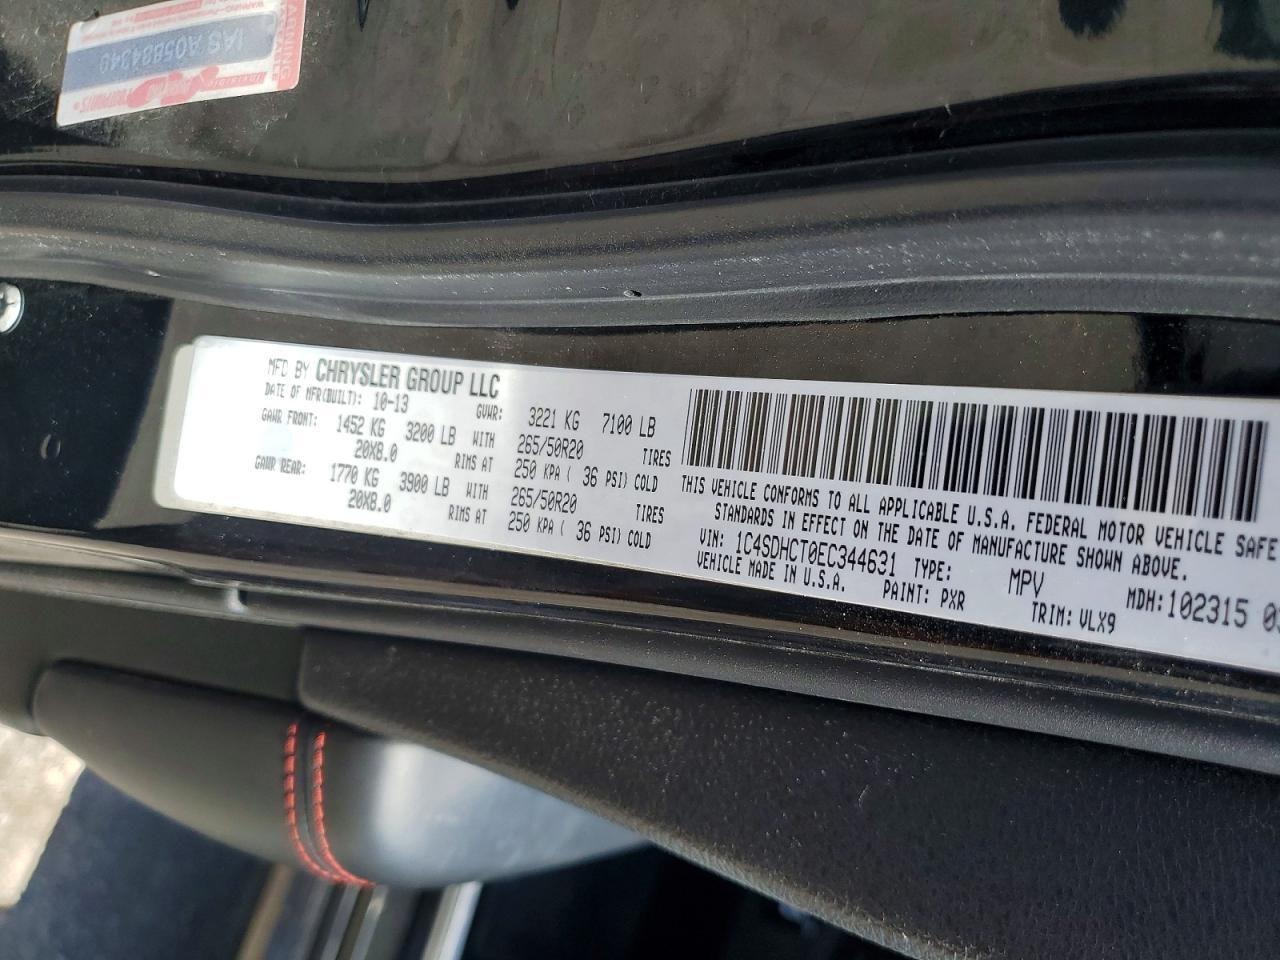 IAS A05884349
MFD BY CHRYSLER GROUP LLC
DATE OF MFR(BUILT): 10-13 GVWR: 3221 KG 7100 LB
GAWR FRONT: 1452 KG 3200 LB WITH 265/50R20 TIRES
20X8.0 RIMS AT 250 KPA ( 36 PSI) COLD
GAWR REAR: 1770 KG 3900 LB WITH 265/50R20 TIRES
20X8.0 RIMS AT 250 KPA ( 36 PSI) COLD
THIS VEHICLE CONFORMS TO ALL APPLICABLE U.S.A. FEDERAL MOTOR VEHICLE SAFE
STANDARDS IN EFFECT ON THE DATE OF MANUFACTURE SHOWN ABOVE.
VIN: 1C4SDHCT0EC344631 TYPE: MPV MDH:102315 03
VEHICLE MADE IN U.S.A. PAINT: PXR TRIM: VLX9